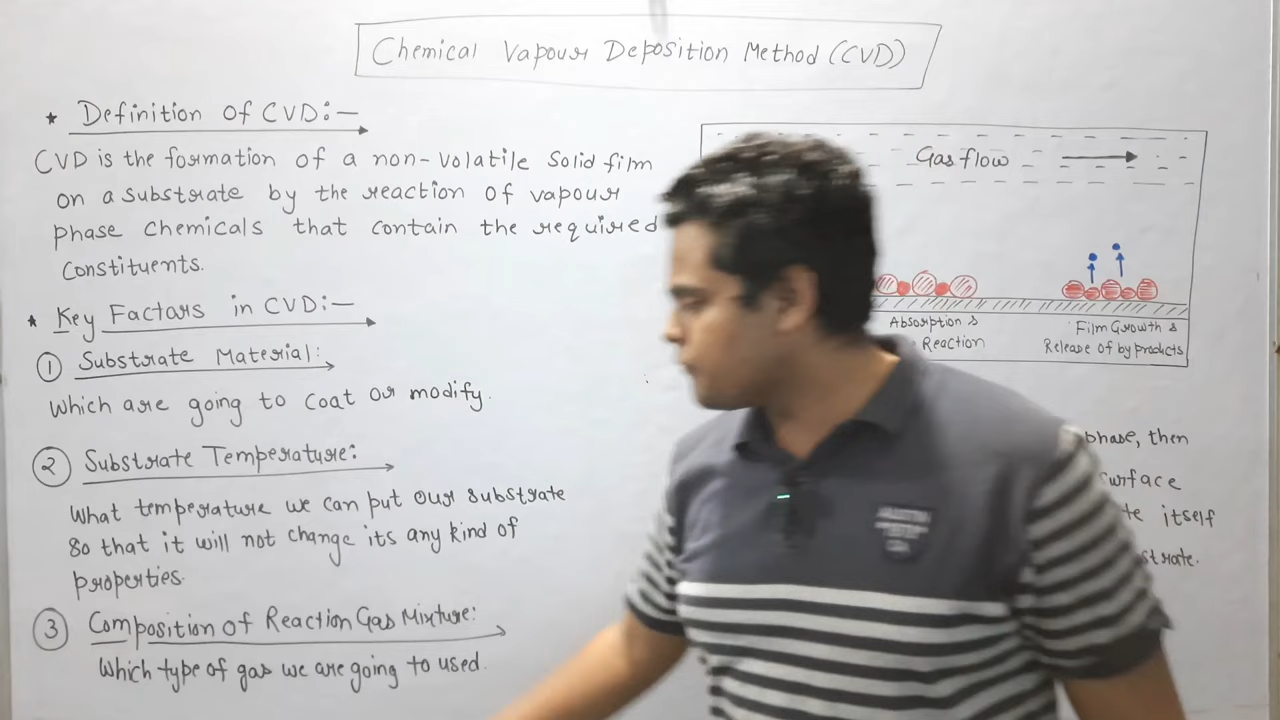 Chemical Vapour Deposition Method (CVD)
★ Definition of CVD:—
CVD is the formation of a non-volatile solid film
on a substrate by the reaction of vapour
phase chemicals that contain the required
constituents.
★ Key Factors in CVD:—
① Substrate Material:
Which are going to coat or modify.
② Substrate Temperature:
What temperature we can put our substrate
so that it will not change its any kind of
properties.
③ Composition of Reaction Gas Mixture:
Which type of gas we are going to used.
Gas flow
Absorption &
Reaction
Film Growth &
Release of by products
phase, then
surface
itself